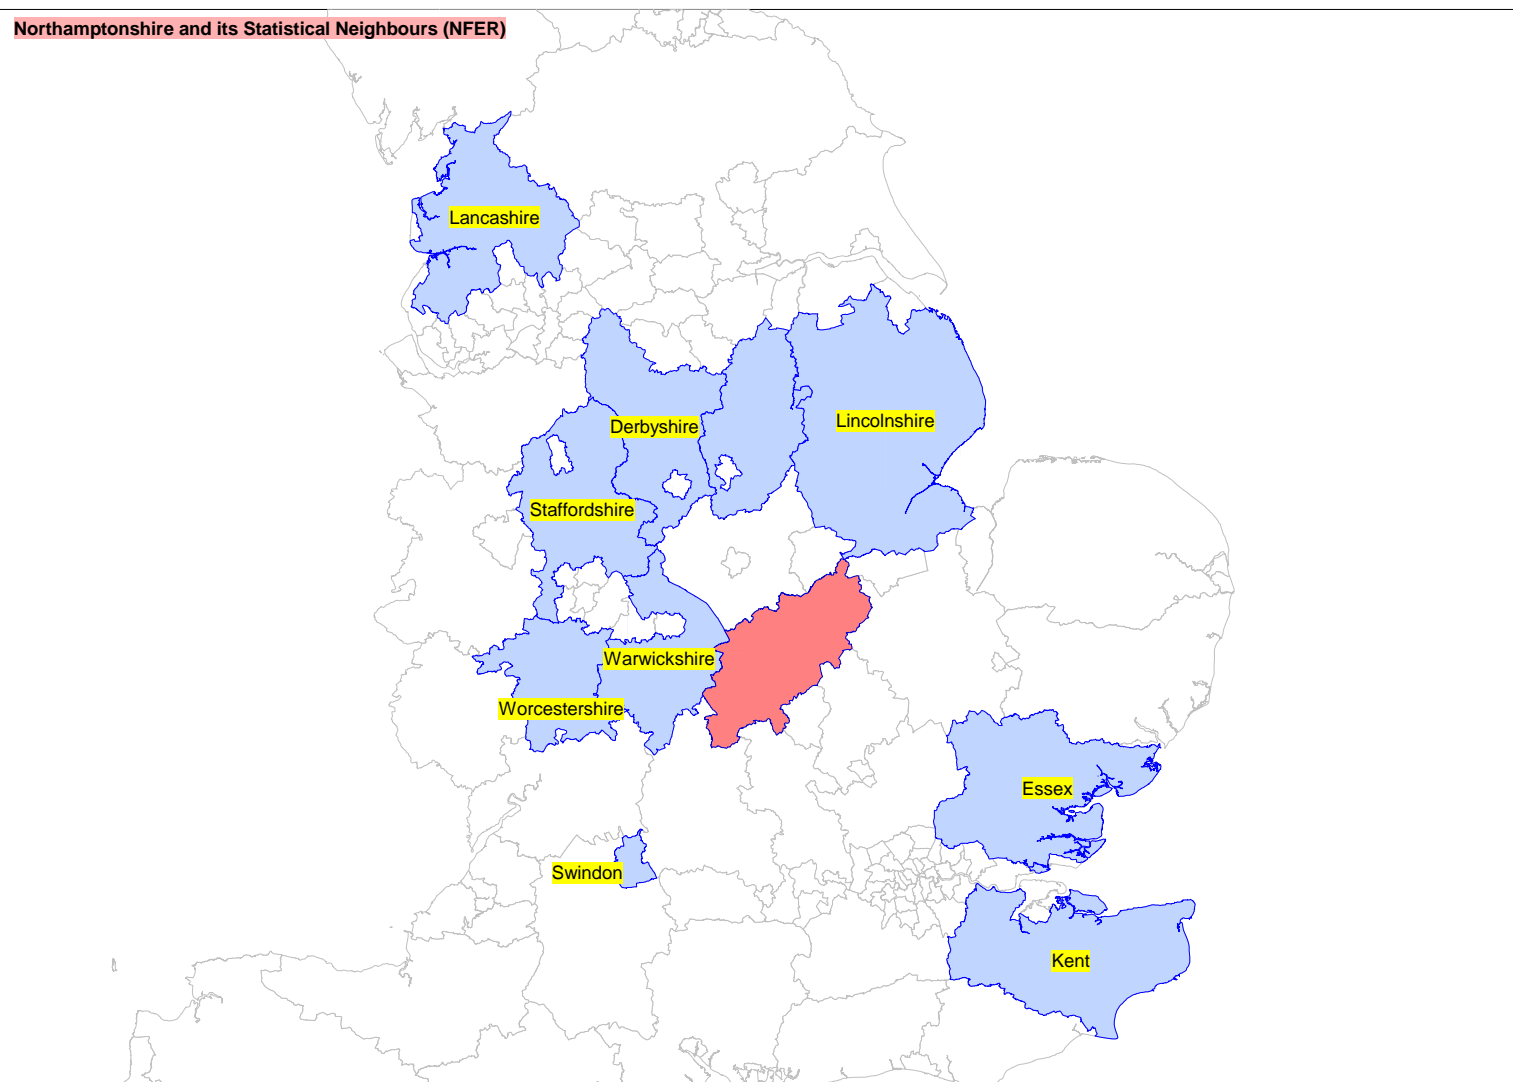 Northamptonshire and its Statistical Neighbours (NFER)
Lancashire
Derbyshire
Lincolnshire
Staffordshire
Warwickshire
Worcestershire
Essex
Swindon
Kent